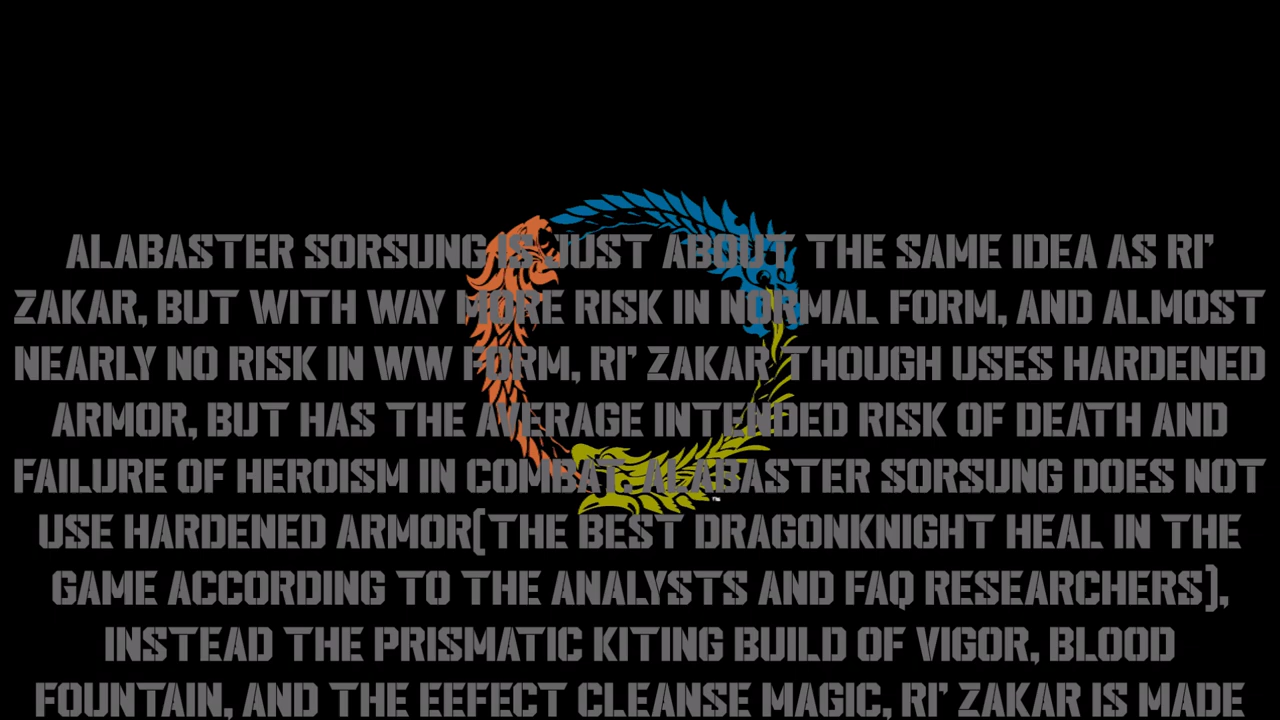 ALABASTER SORSUNG IS JUST ABOUT THE SAME IDEA AS RI'
ZAKAR, BUT WITH WAY MORE RISK IN NORMAL FORM, AND ALMOST
NEARLY NO RISK IN WW FORM, RI' ZAKAR THOUGH USES HARDENED
ARMOR, BUT HAS THE AVERAGE INTENDED RISK OF DEATH AND
FAILURE OF HEROISM IN COMBAT. ALABASTER SORSUNG DOES NOT
™
USE HARDENED ARMOR(THE BEST DRAGONKNIGHT HEAL IN THE
GAME ACCORDING TO THE ANALYSTS AND FAQ RESEARCHERS),
INSTEAD THE PRISMATIC KITING BUILD OF VIGOR, BLOOD
FOUNTAIN, AND THE EEFECT CLEANSE MAGIC, RI' ZAKAR IS MADE